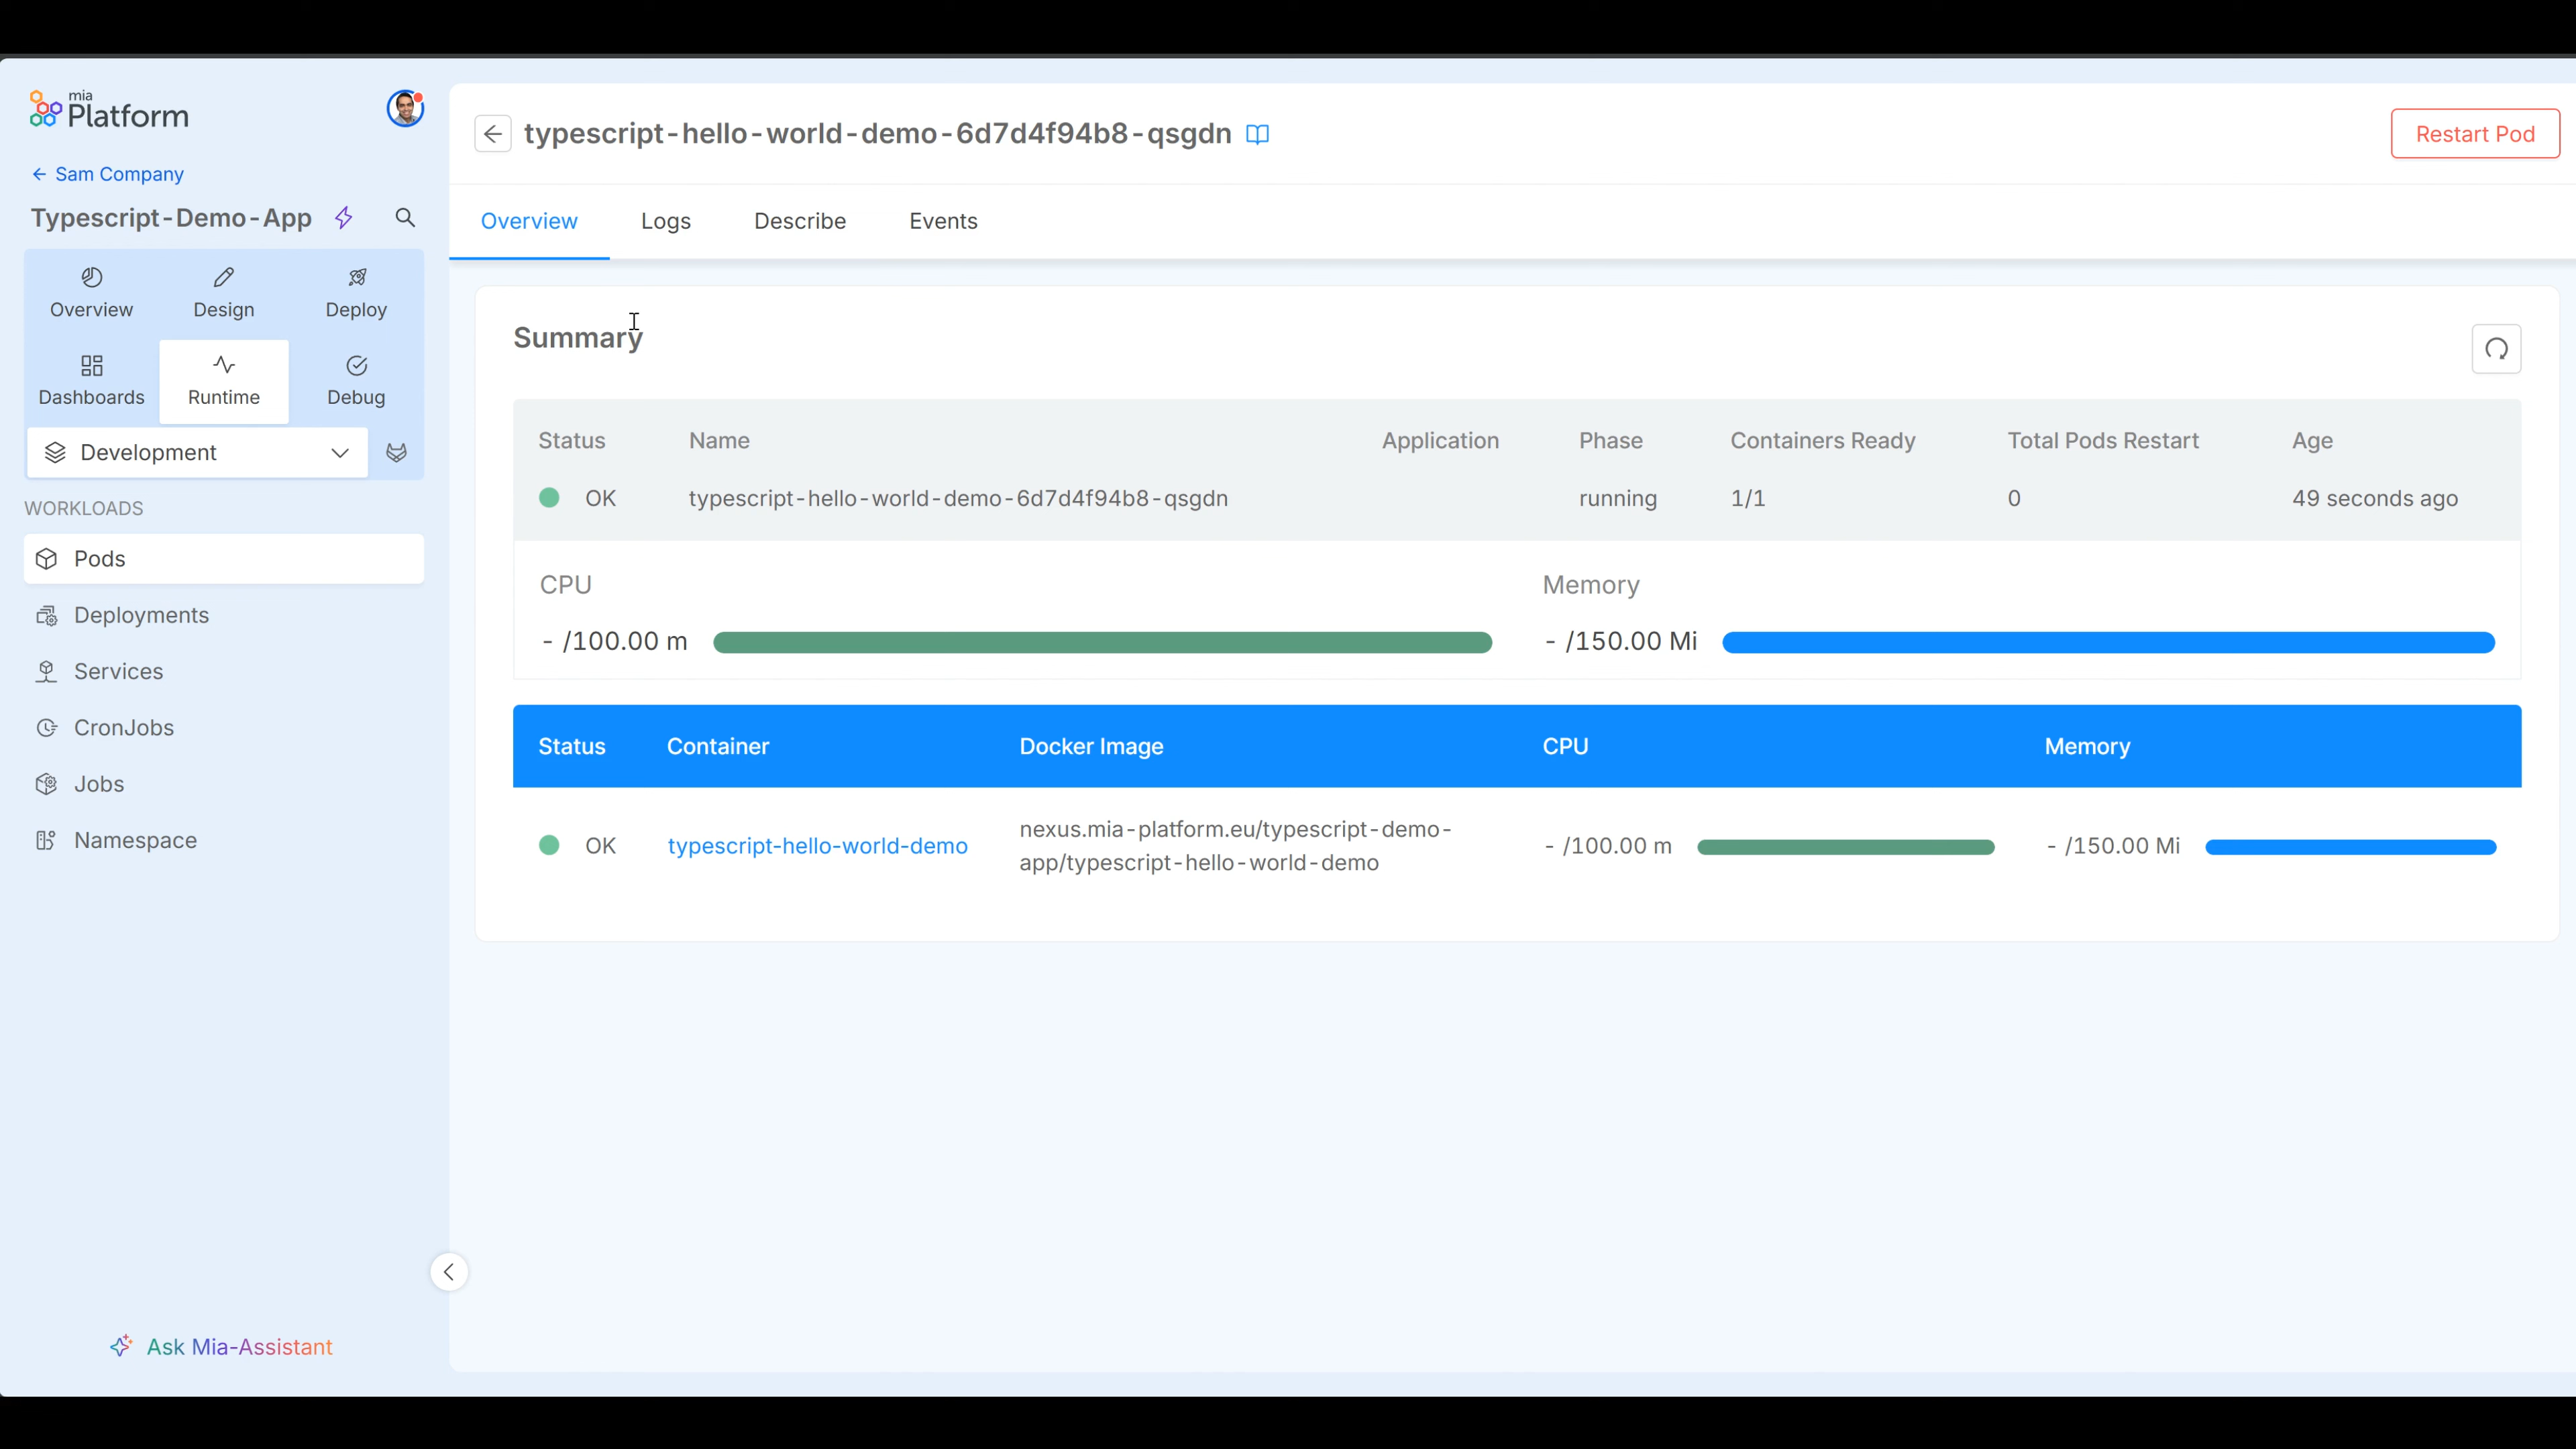 mia
Platform
Sam Company
Typescript-Demo-App
Overview
Design
Deploy
Dashboards
Runtime
Debug
Development
WORKLOADS
Pods
Deployments
Services
CronJobs
Jobs
Namespace
Ask Mia-Assistant
typescript-hello-world-demo-6d7d4f94b8-qsgdn
Restart Pod
Overview Logs Describe Events
Summary
Status Name Application Phase Containers Ready Total Pods Restart Age
OK typescript-hello-world-demo-6d7d4f94b8-qsgdn running 1/1 0 49 seconds ago
CPU Memory
- /100.00 m - /150.00 Mi
Status Container Docker Image CPU Memory
OK typescript-hello-world-demo nexus.mia-platform.eu/typescript-demo-
app/typescript-hello-world-demo - /100.00 m - /150.00 Mi